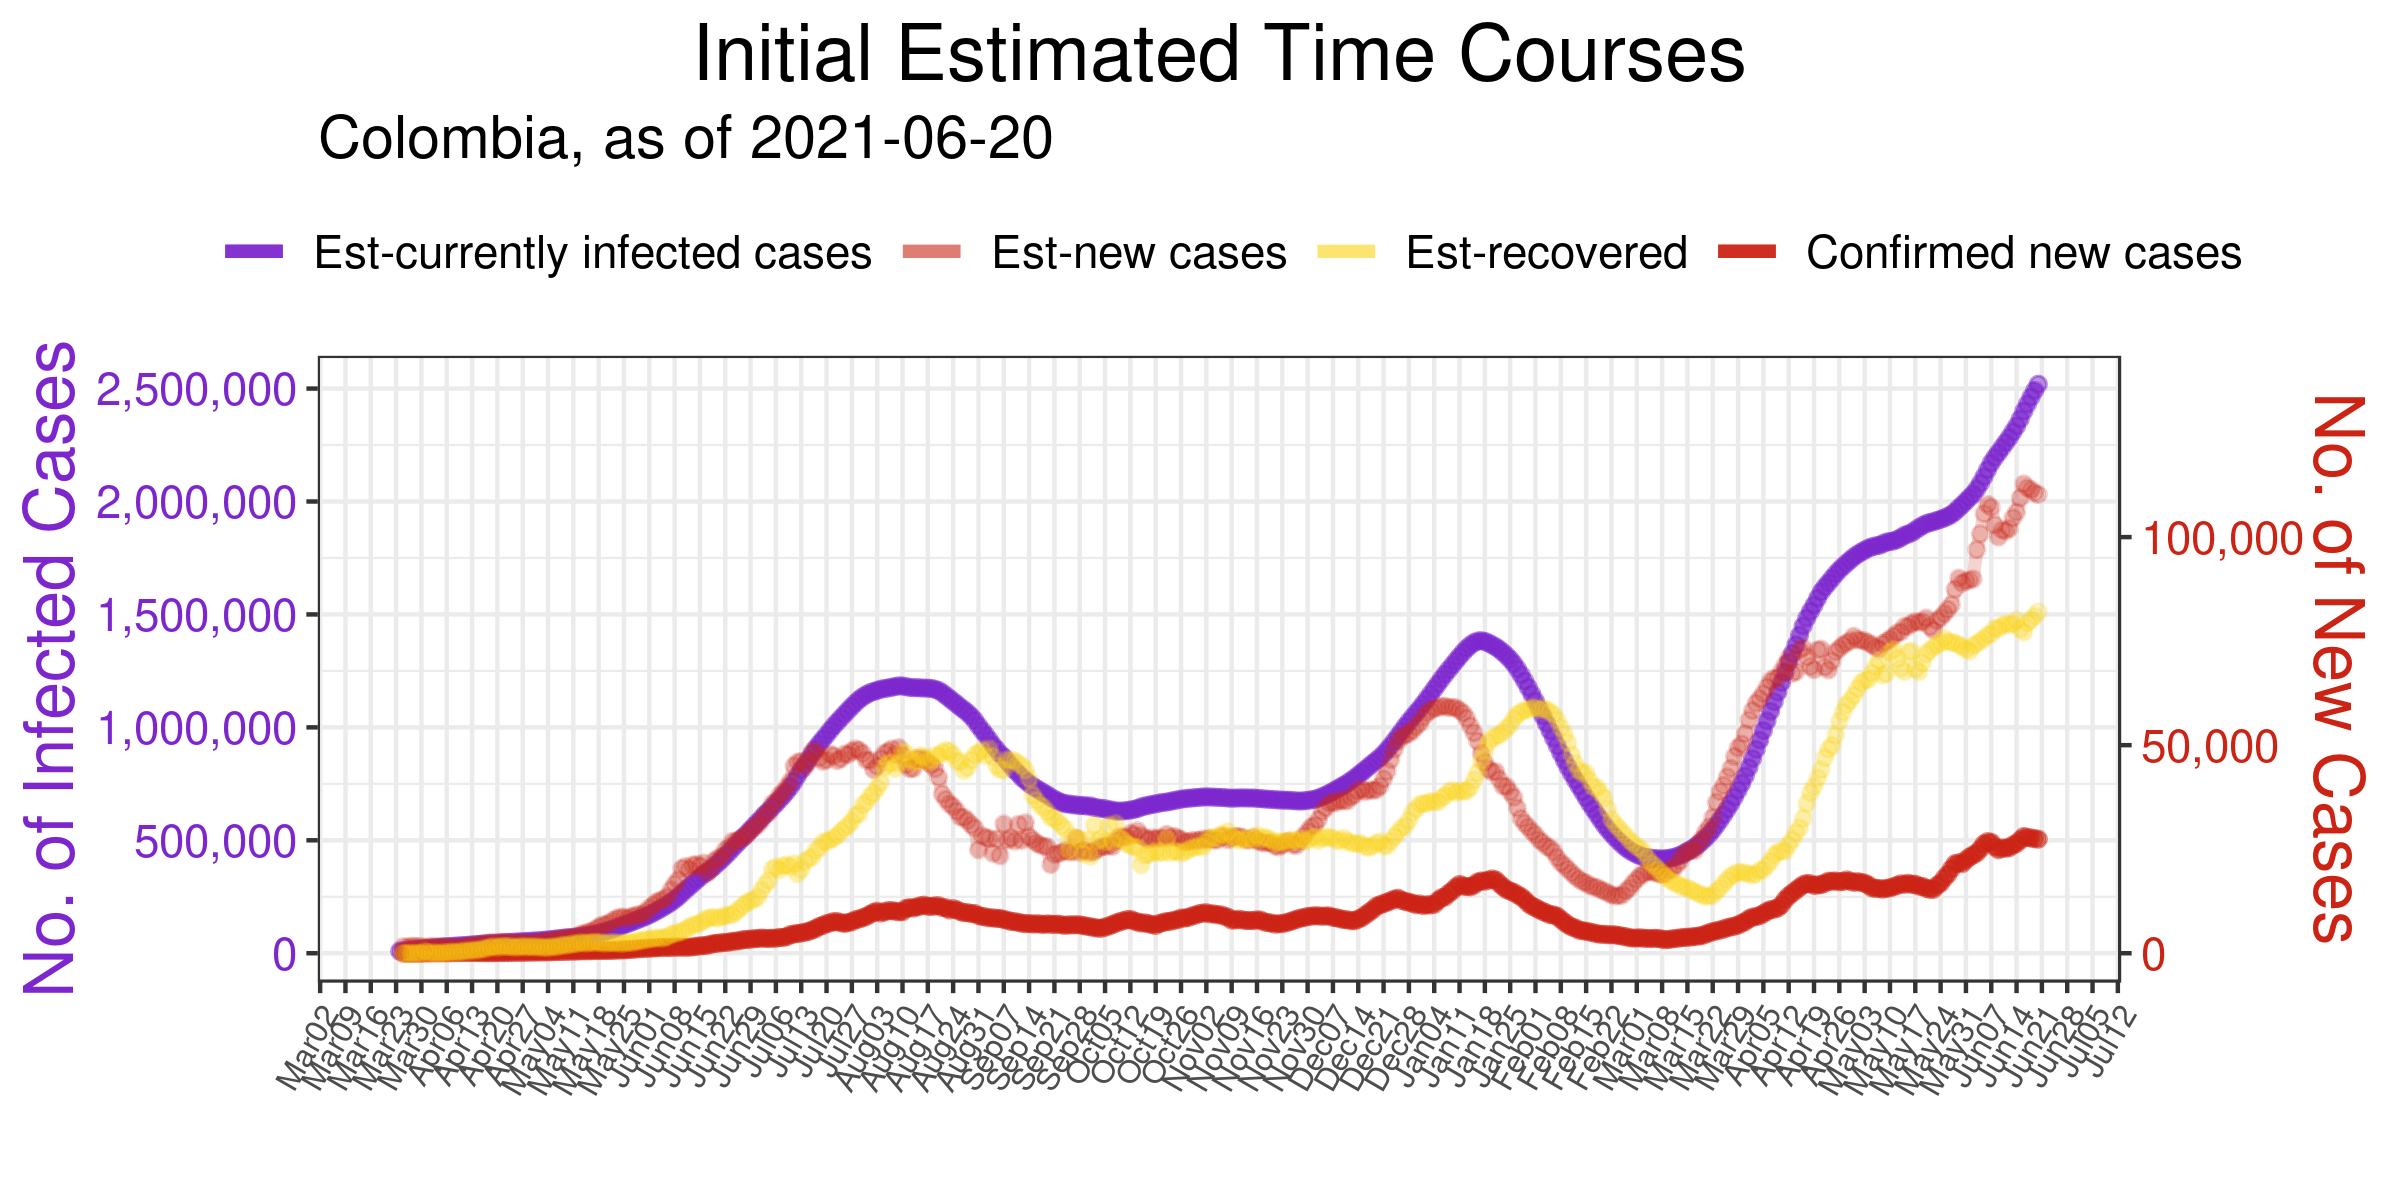 Initial Estimated Time Courses
Colombia, as of 2021-06-20
Est-currently infected cases Est-new cases Est-recovered Confirmed new cases
No. of Infected Cases
2,500,000
2,000,000
1,500,000
1,000,000
500,000
0
100,000
50,000
0
No. of New Cases
Mar02 Mar09 Mar16 Mar23 Mar30 Apr06 Apr13 Apr20 Apr27 May04 May11 May18 May25 Jun01 Jun08 Jun15 Jun22 Jun29 Jul06 Jul13 Jul20 Jul27 Aug03 Aug10 Aug17 Aug24 Aug31 Sep07 Sep14 Sep21 Sep28 Oct05 Oct12 Oct19 Oct26 Nov02 Nov09 Nov16 Nov23 Nov30 Dec07 Dec14 Dec21 Dec28 Jan04 Jan11 Jan18 Jan25 Feb01 Feb08 Feb15 Feb22 Mar01 Mar08 Mar15 Mar22 Mar29 Apr05 Apr12 Apr19 Apr26 May03 May10 May17 May24 May31 Jun07 Jun14 Jun21 Jun28 Jul05 Jul12